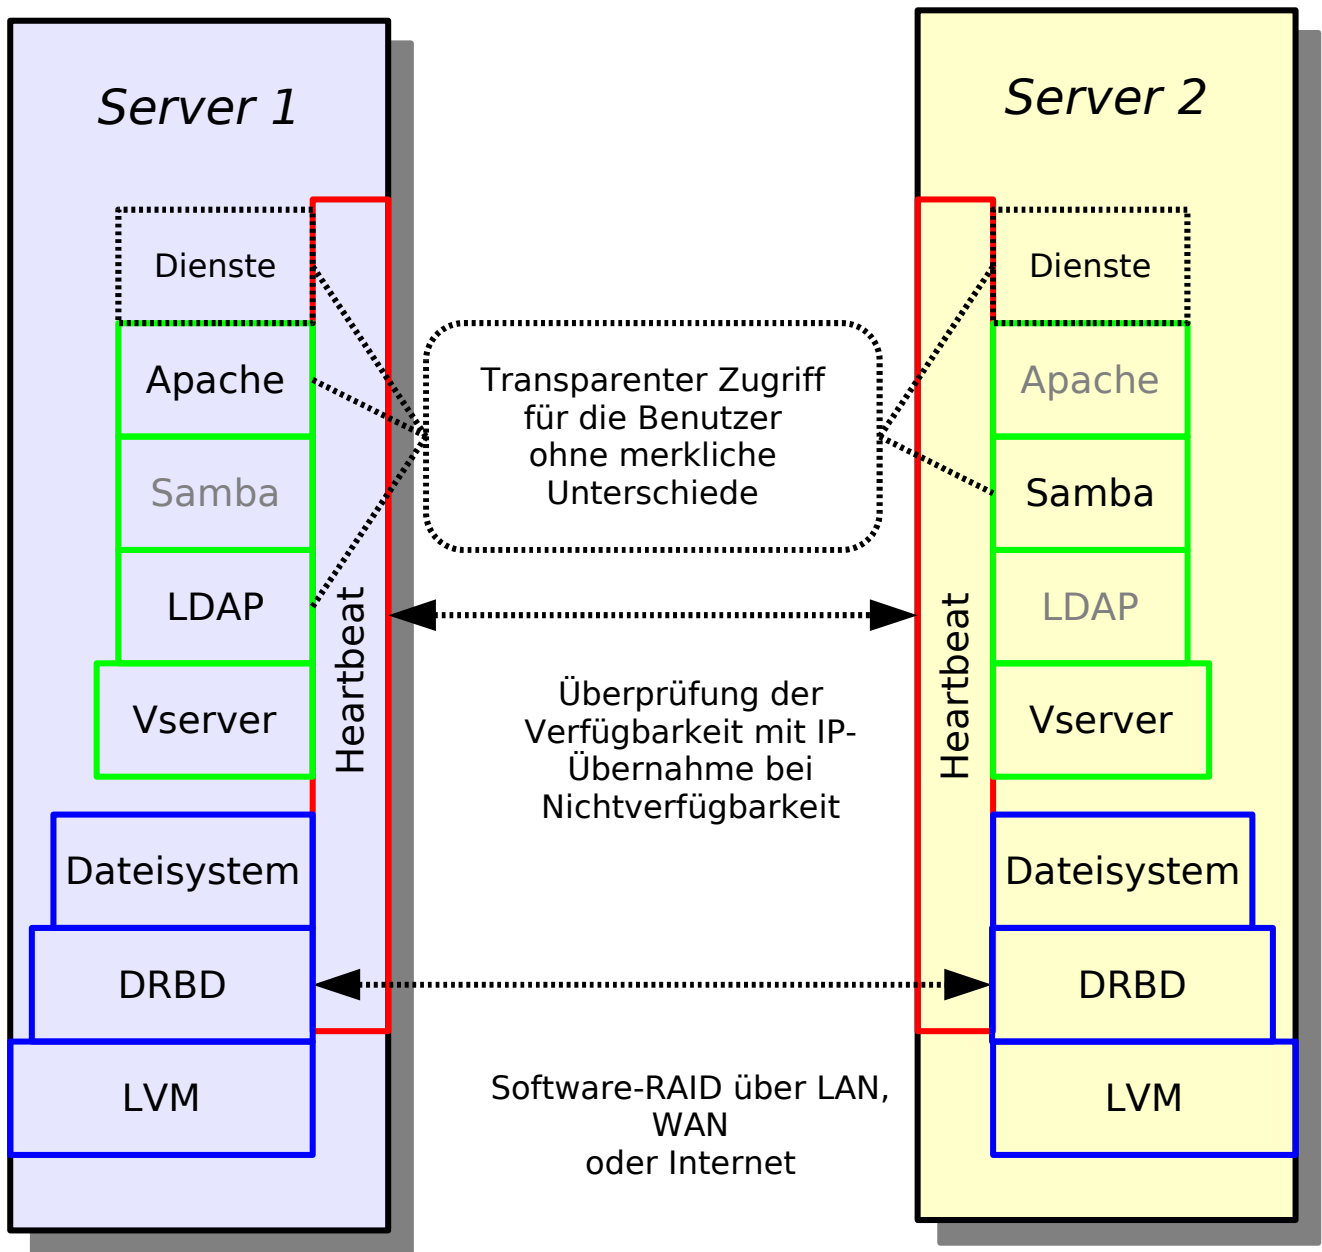 Server 1
Dienste
Apache
Samba
LDAP
Vserver
Heartbeat
Dateisystem
DRBD
LVM
Transparenter Zugriff
für die Benutzer
ohne merkliche
Unterschiede
Überprüfung der
Verfügbarkeit mit IP-
Übernahme bei
Nichtverfügbarkeit
Software-RAID über LAN,
WAN
oder Internet
Server 2
Dienste
Apache
Samba
LDAP
Vserver
Heartbeat
Dateisystem
DRBD
LVM